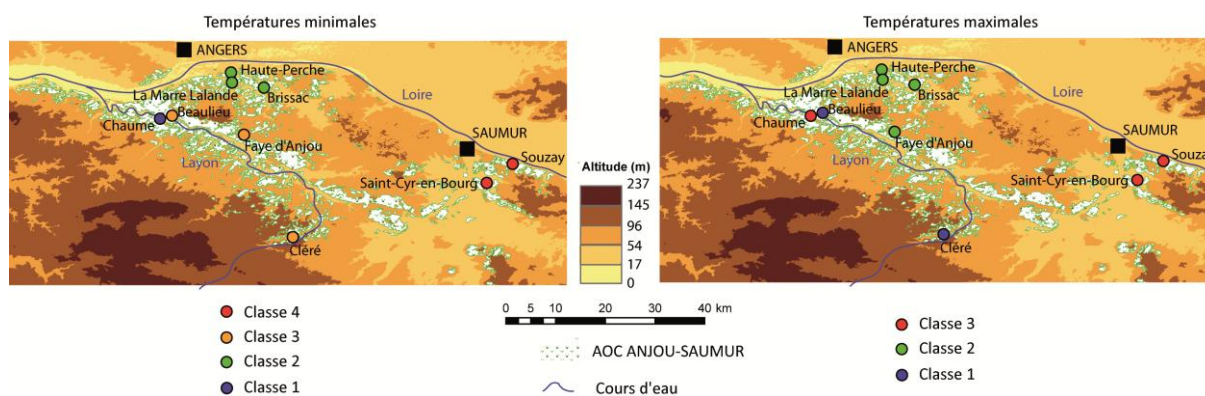 Températures minimales
ANGERS
Haute-Perche
La Marre Lalande
Brissac
Beaulieu
Chaume
Loire
Faye d'Anjou
Layon
SAUMUR
Souzay
Saint-Cyr-en-Bourg
Cléré
Classe 4
Classe 3
Classe 2
Classe 1
Altitude (m)
237
145
96
54
17
0
0 5 10 20 30 40 km
AOC ANJOU-SAUMUR
Cours d'eau
Températures maximales
ANGERS
Haute-Perche
La Marre Lalande
Brissac
Beaulieu
Chaume
Loire
Faye d'Anjou
Layon
SAUMUR
Souza
Saint-Cyr-en-Bourg
Cléré
Classe 3
Classe 2
Classe 1